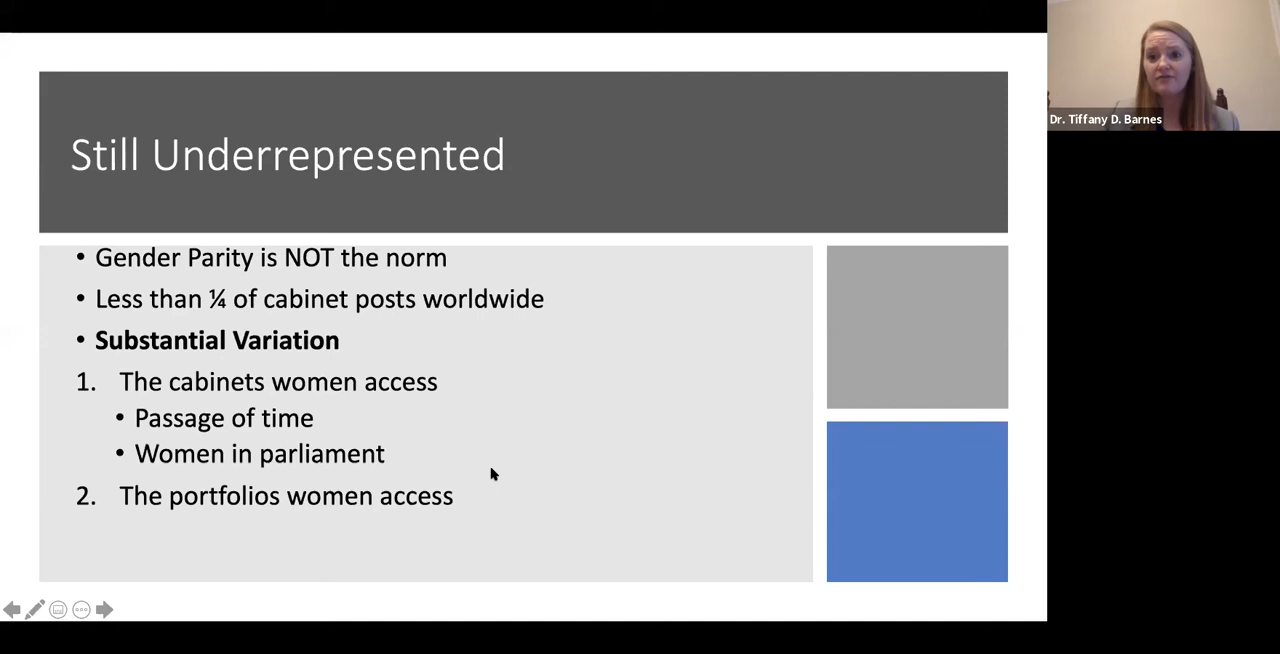 Still Underrepresented
• Gender Parity is NOT the norm
• Less than ¼ of cabinet posts worldwide
• Substantial Variation
1. The cabinets women access
• Passage of time
• Women in parliament
2. The portfolios women access
Dr. Tiffany D. Barnes